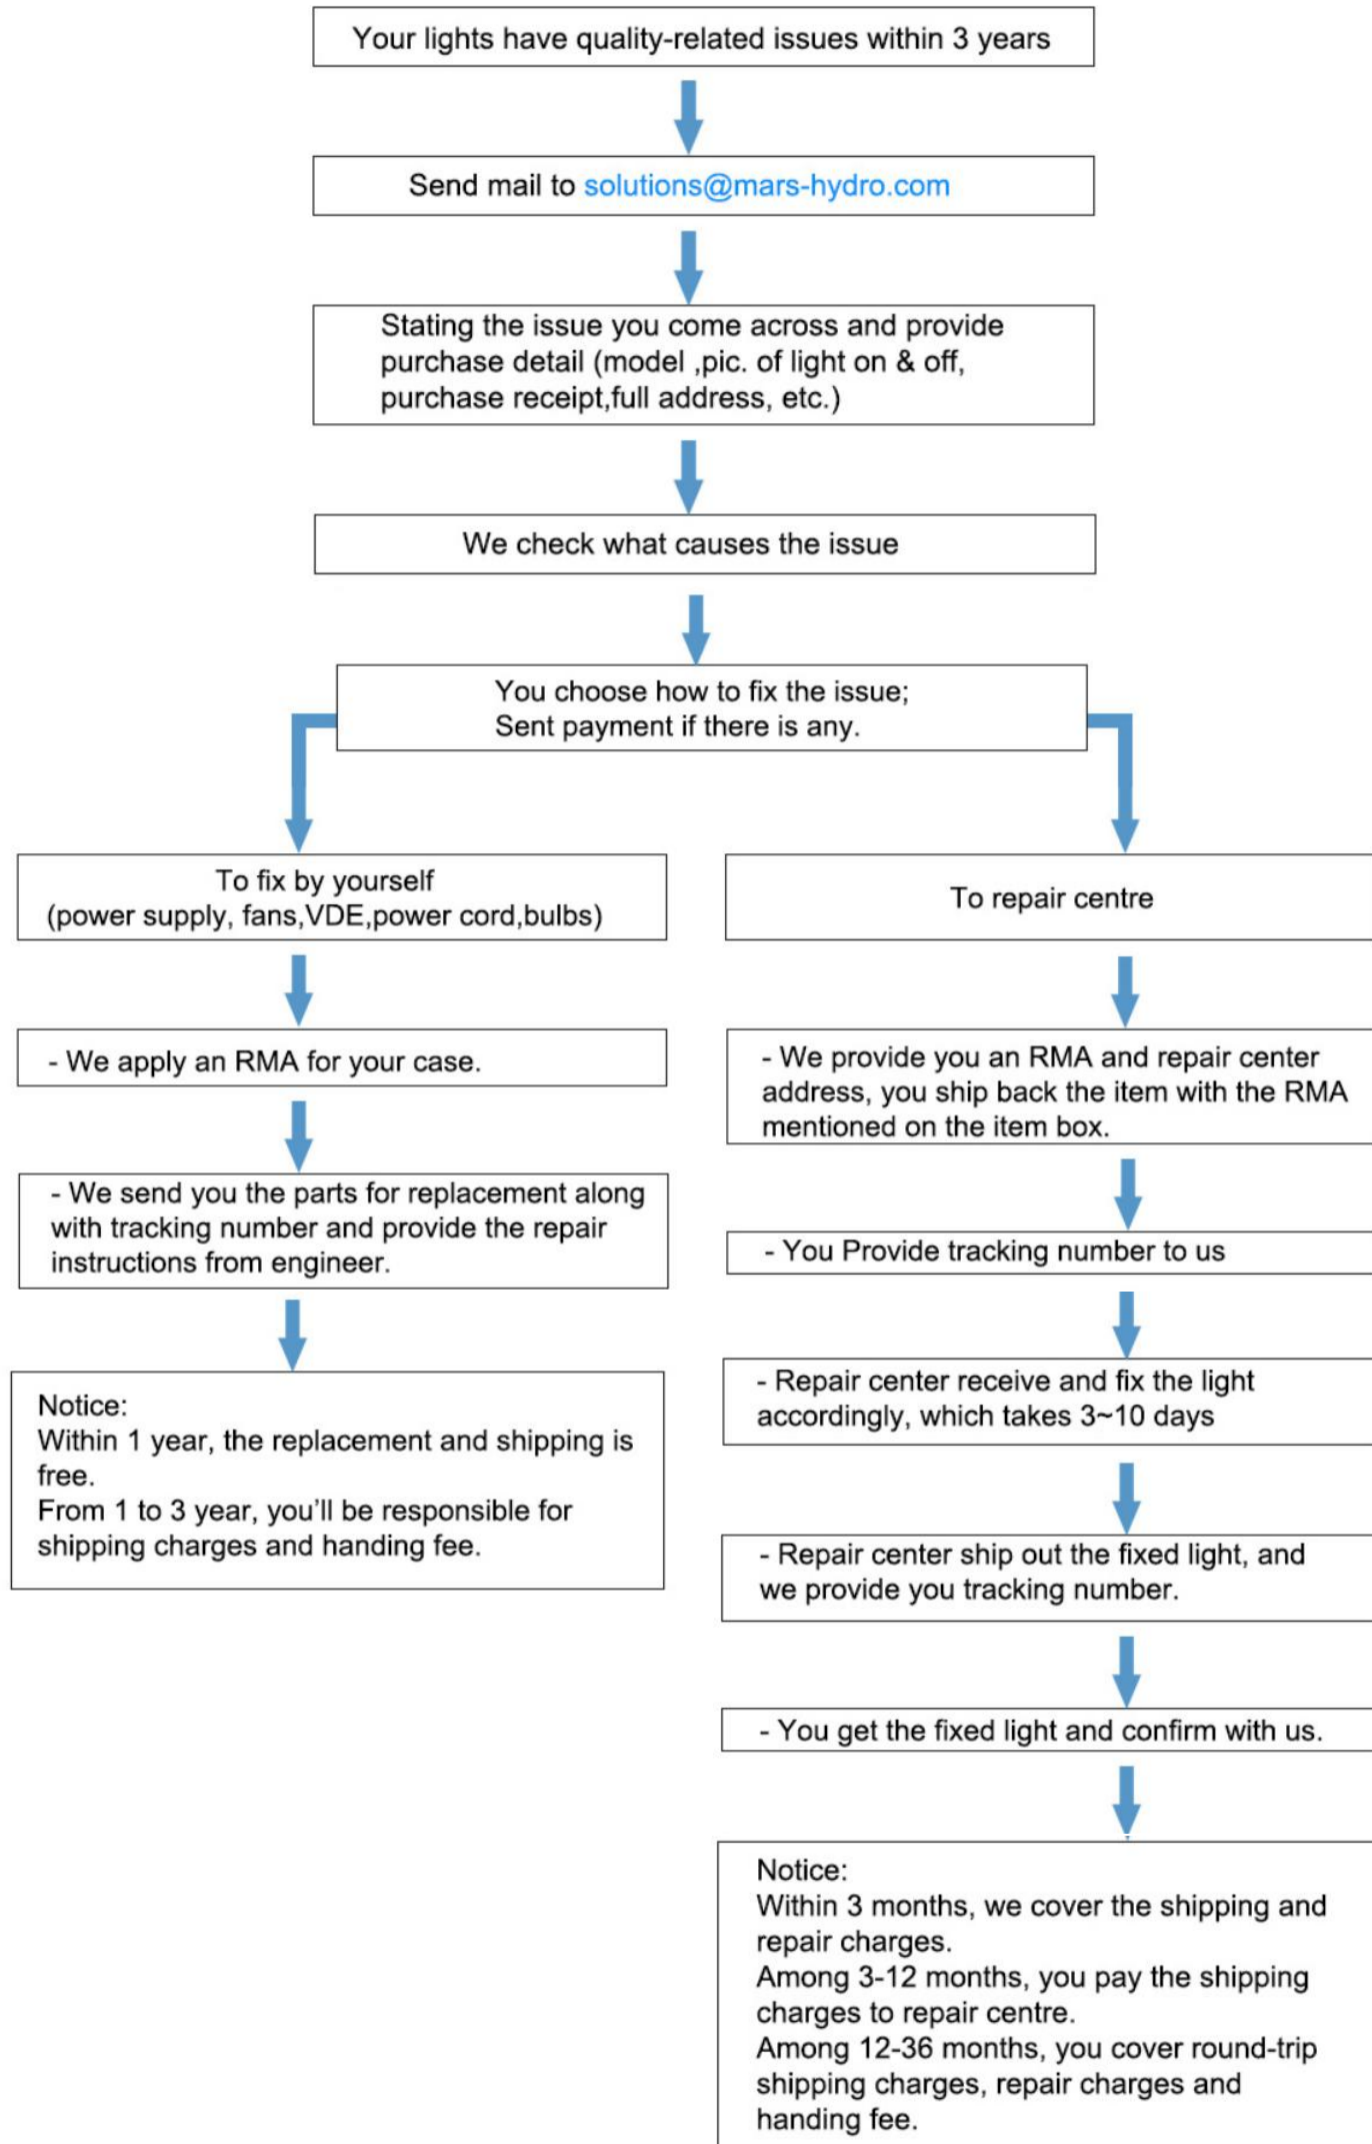 Your lights have quality-related issues within 3 years
Send mail to solutions@mars-hydro.com
Stating the issue you come across and provide
purchase detail (model ,pic. of light on & off,
purchase receipt,full address, etc.)
We check what causes the issue
You choose how to fix the issue;
Sent payment if there is any.
To fix by yourself
(power supply, fans,VDE,power cord,bulbs)
- We apply an RMA for your case.
- We send you the parts for replacement along
with tracking number and provide the repair
instructions from engineer.
Notice:
Within 1 year, the replacement and shipping is
free.
From 1 to 3 year, you'll be responsible for
shipping charges and handing fee.
To repair centre
- We provide you an RMA and repair center
address, you ship back the item with the RMA
mentioned on the item box.
- You Provide tracking number to us
- Repair center receive and fix the light
accordingly, which takes 3~10 days
- Repair center ship out the fixed light, and
we provide you tracking number.
- You get the fixed light and confirm with us.
Notice:
Within 3 months, we cover the shipping and
repair charges.
Among 3-12 months, you pay the shipping
charges to repair centre.
Among 12-36 months, you cover round-trip
shipping charges, repair charges and
handing fee.